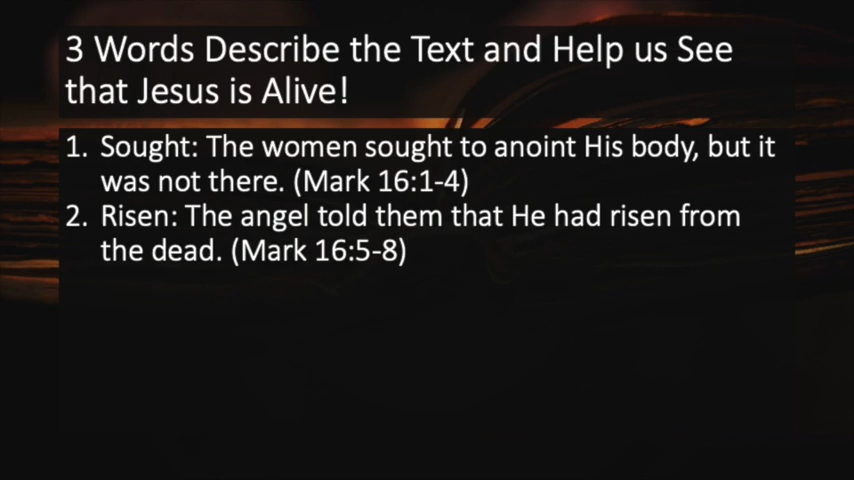 3 Words Describe the Text and Help us See
that Jesus is Alive!
1. Sought: The women sought to anoint His body, but it
was not there. (Mark 16:1-4)
2. Risen: The angel told them that He had risen from
the dead. (Mark 16:5-8)